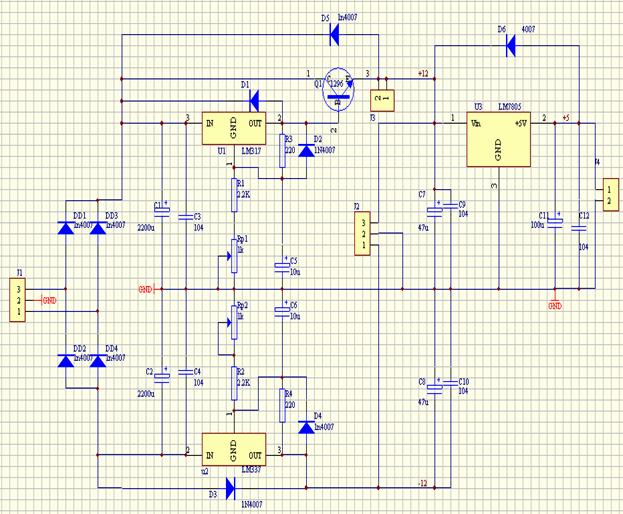 D5 1n4007
D6 4007
1 Q1 1296 3 +12
C
B
2
2 1
J3
D1
3 IN GND OUT 2
U1 LM317
1
R3
220
D2
1N4007
U3 LM7805
1 Vin +5V 2 +5
GND
3
J4
1
2
R1
2.2K
C1
2200u
C3
104
DD1
1n4007
DD3
1n4007
Rp1
1k
C5
10u
J2
1
2
3
C7
47u
C9
104
C11
100u
C12
104
J1
3
2
1
GND
GND
GND
Rp2
1k
C6
10u
DD2
1n4007
DD4
1n4007
C2
2200u
C4
104
R2
2.2K
R4
220
D4
1n4007
C8
47u
C10
104
1
2 IN GND OUT 3
u2 LM337
D3 1N4007
-12